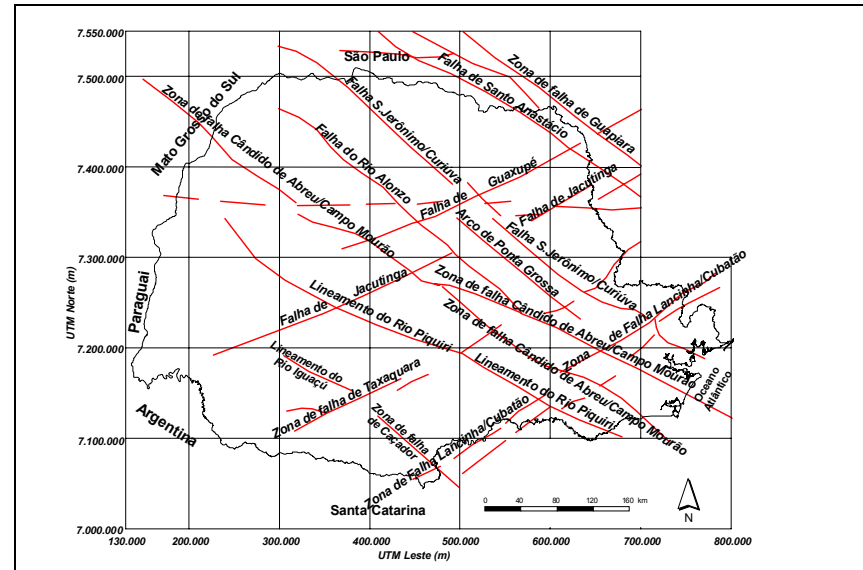 7.550.000
7.500.000
7.400.000
7.300.000
7.200.000
7.100.000
7.000.000
UTM Norte (m)
130.000
200.000
300.000
400.000
500.000
600.000
700.000
800.000
UTM Leste (m)
São Paulo
Mato Grosso do Sul
Paraguai
Argentina
Santa Catarina
Oceano
Atlântico
Zona de falha de Guapiara
Falha de Santo Anastácio
Falha S.Jerônimo/Curiúva
Zona de falha Cândido de Abreu/Campo Mourão
Falha do Rio Alonzo
Falha de Guaxupé
Falha de Jacutinga
Arco de Ponta Grossa
Falha S.Jerônimo/Curiúva
Zona de falha Cândido de Abreu/Campo Mourão
Zona de Falha Lancinha/Cubatão
Falha de Jacutinga
Lineamento do Rio Piquiri
Zona de falha Cândido de Abreu/Campo Mourão
Lineamento do Rio Piquiri
Lineamento do
Rio Iguaçú
Zona de falha de Taxaquara
Zona de falha
de Caçador
Zona de Falha Lancinha/Cubatão
0 40 80 120 160 km
N